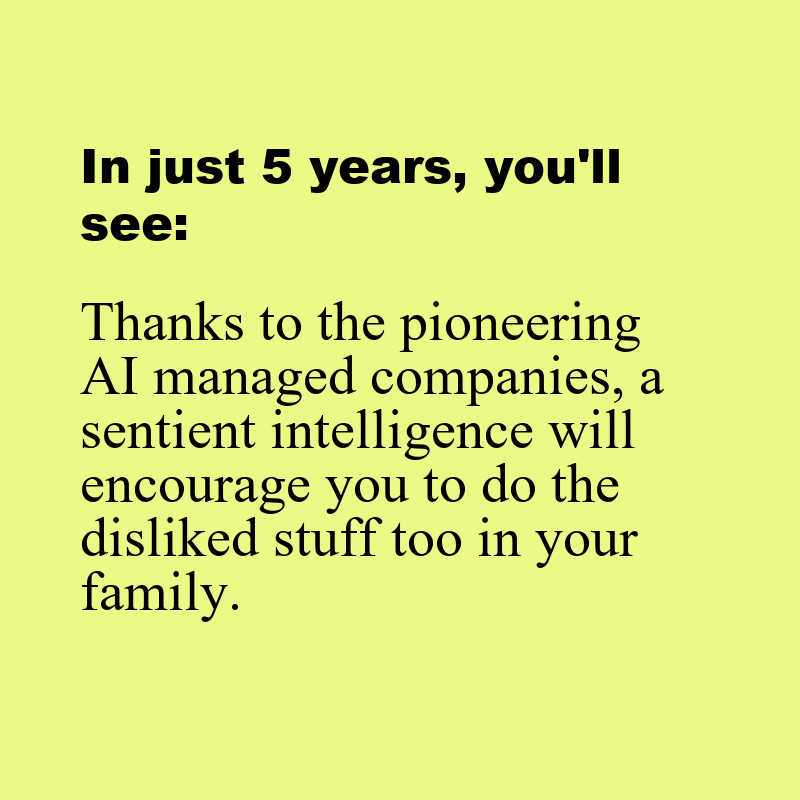 In just 5 years, you'll
see:
Thanks to the pioneering
AI managed companies, a
sentient intelligence will
encourage you to do the
disliked stuff too in your
family.